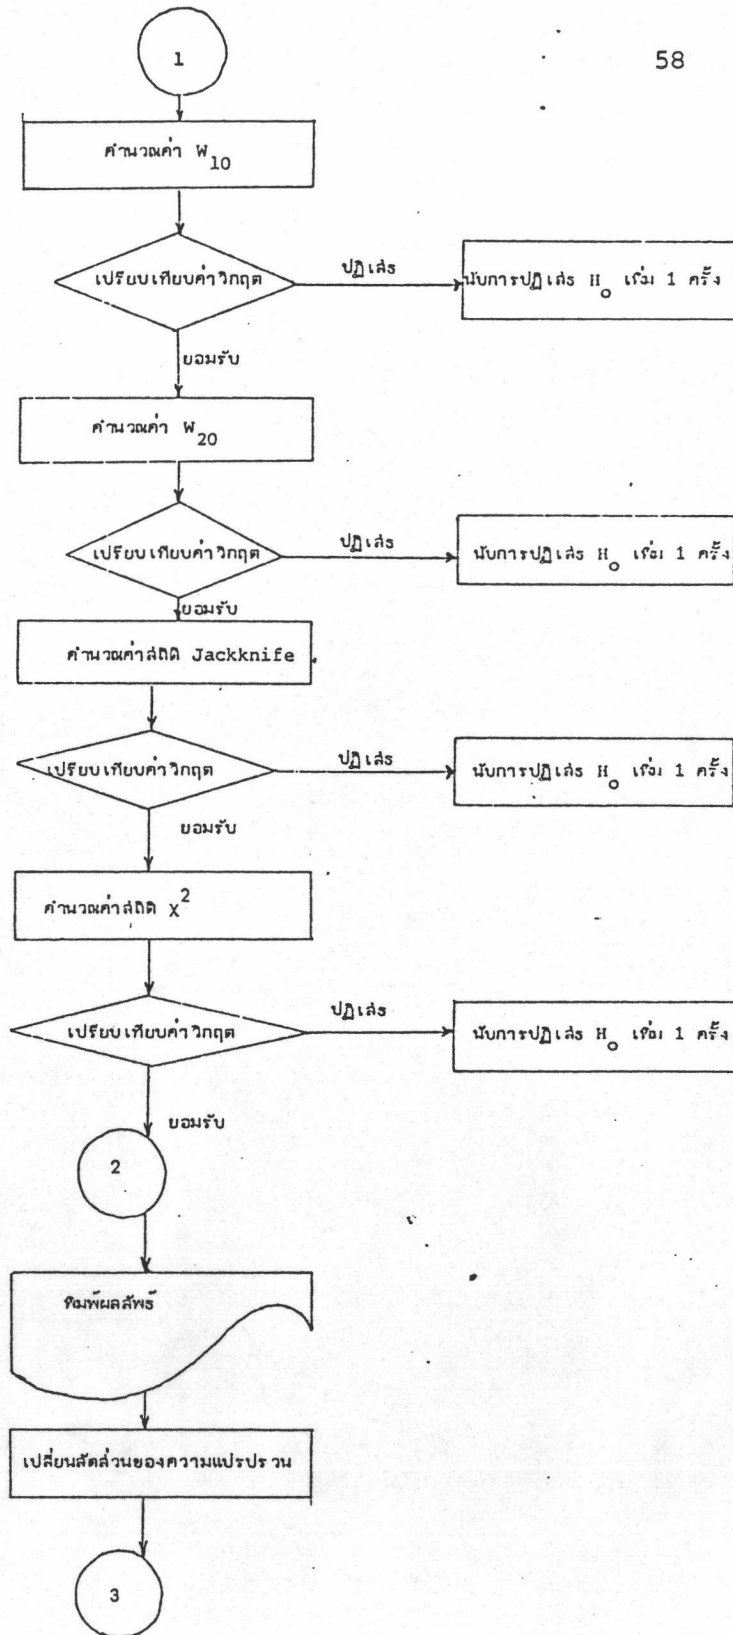 58
1
คำนวณค่า W10
เปรียบเทียบค่าวิกฤต
ปฏิเสธ
นับการปฏิเสธ Ho เพิ่ม 1 ครั้ง
ยอมรับ
คำนวณค่า W20
เปรียบเทียบค่าวิกฤต
ปฏิเสธ
นับการปฏิเสธ Ho เพิ่ม 1 ครั้ง
ยอมรับ
คำนวณค่าสถิติ Jackknife
เปรียบเทียบค่าวิกฤต
ปฏิเสธ
นับการปฏิเสธ Ho เพิ่ม 1 ครั้ง
ยอมรับ
คำนวณค่าสถิติ χ2
เปรียบเทียบค่าวิกฤต
ปฏิเสธ
นับการปฏิเสธ Ho เพิ่ม 1 ครั้ง
ยอมรับ
2
พิมพ์ผลลัพธ์
เปลี่ยนสัดส่วนของความแปรปรวน
3